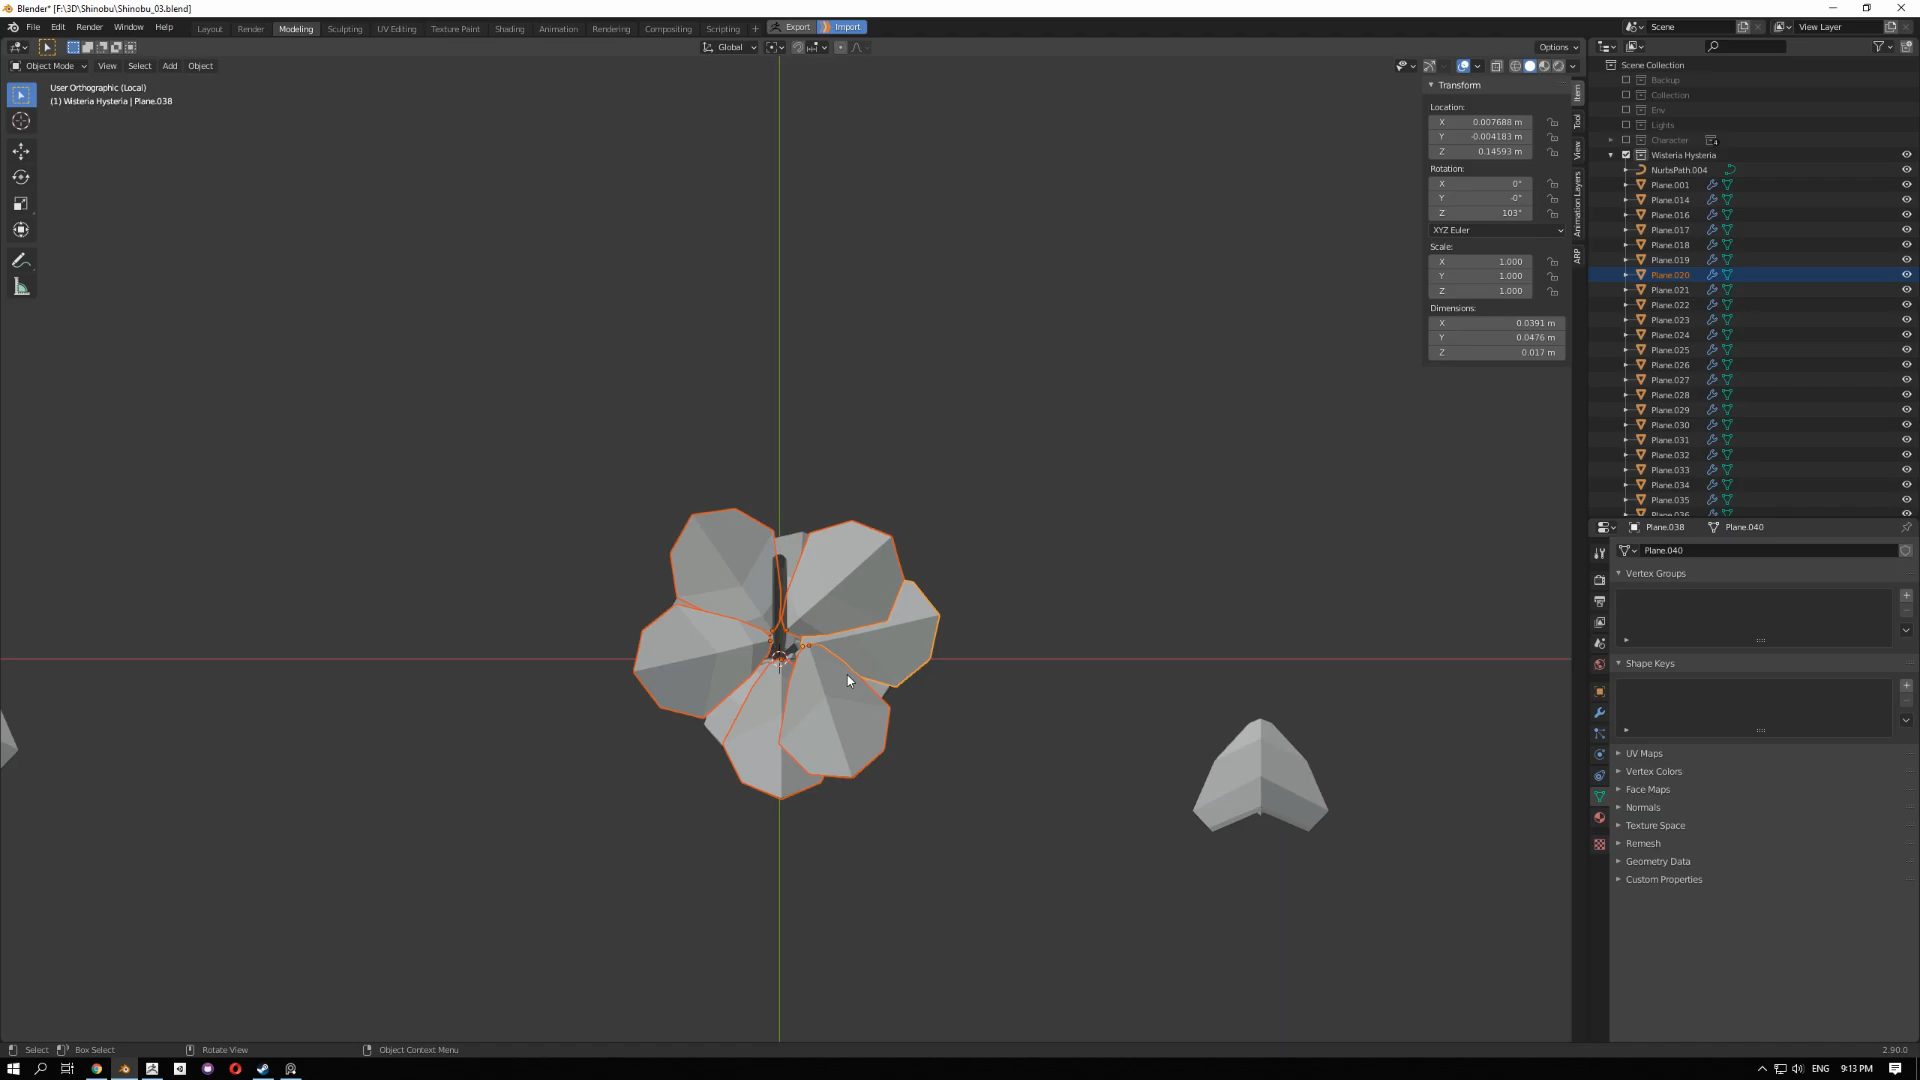 Blender* [F:\3D\Shinobu\Shinobu_03.blend]
File Edit Render Window Help
Layout Render Modeling Sculpting UV Editing Texture Paint Shading Animation Rendering Compositing Scripting +
Export Import
Scene
View Layer
Global
Options
Object Mode View Select Add Object
User Orthographic (Local)
(1) Wisteria Hysteria | Plane.038
Transform
Location:
X 0.007688 m
Y -0.004183 m
Z 0.14593 m
Rotation:
X 0°
Y -0°
Z 103°
XYZ Euler
Scale:
X 1.000
Y 1.000
Z 1.000
Dimensions:
X 0.0391 m
Y 0.0476 m
Z 0.017 m
Item
Tool
View
Animation Layers
ARP
Scene Collection
Backup
Collection
Env
Lights
Character 4
Wisteria Hysteria
NurbsPath.004
Plane.001
Plane.014
Plane.016
Plane.017
Plane.018
Plane.019
Plane.020
Plane.021
Plane.022
Plane.023
Plane.024
Plane.025
Plane.026
Plane.027
Plane.028
Plane.029
Plane.030
Plane.031
Plane.032
Plane.033
Plane.034
Plane.035
Plane.036
Plane.038 Plane.040
Plane.040
Vertex Groups
Shape Keys
UV Maps
Vertex Colors
Face Maps
Normals
Texture Space
Remesh
Geometry Data
Custom Properties
Select Box Select Rotate View Object Context Menu
2.90.0
ENG 9:13 PM